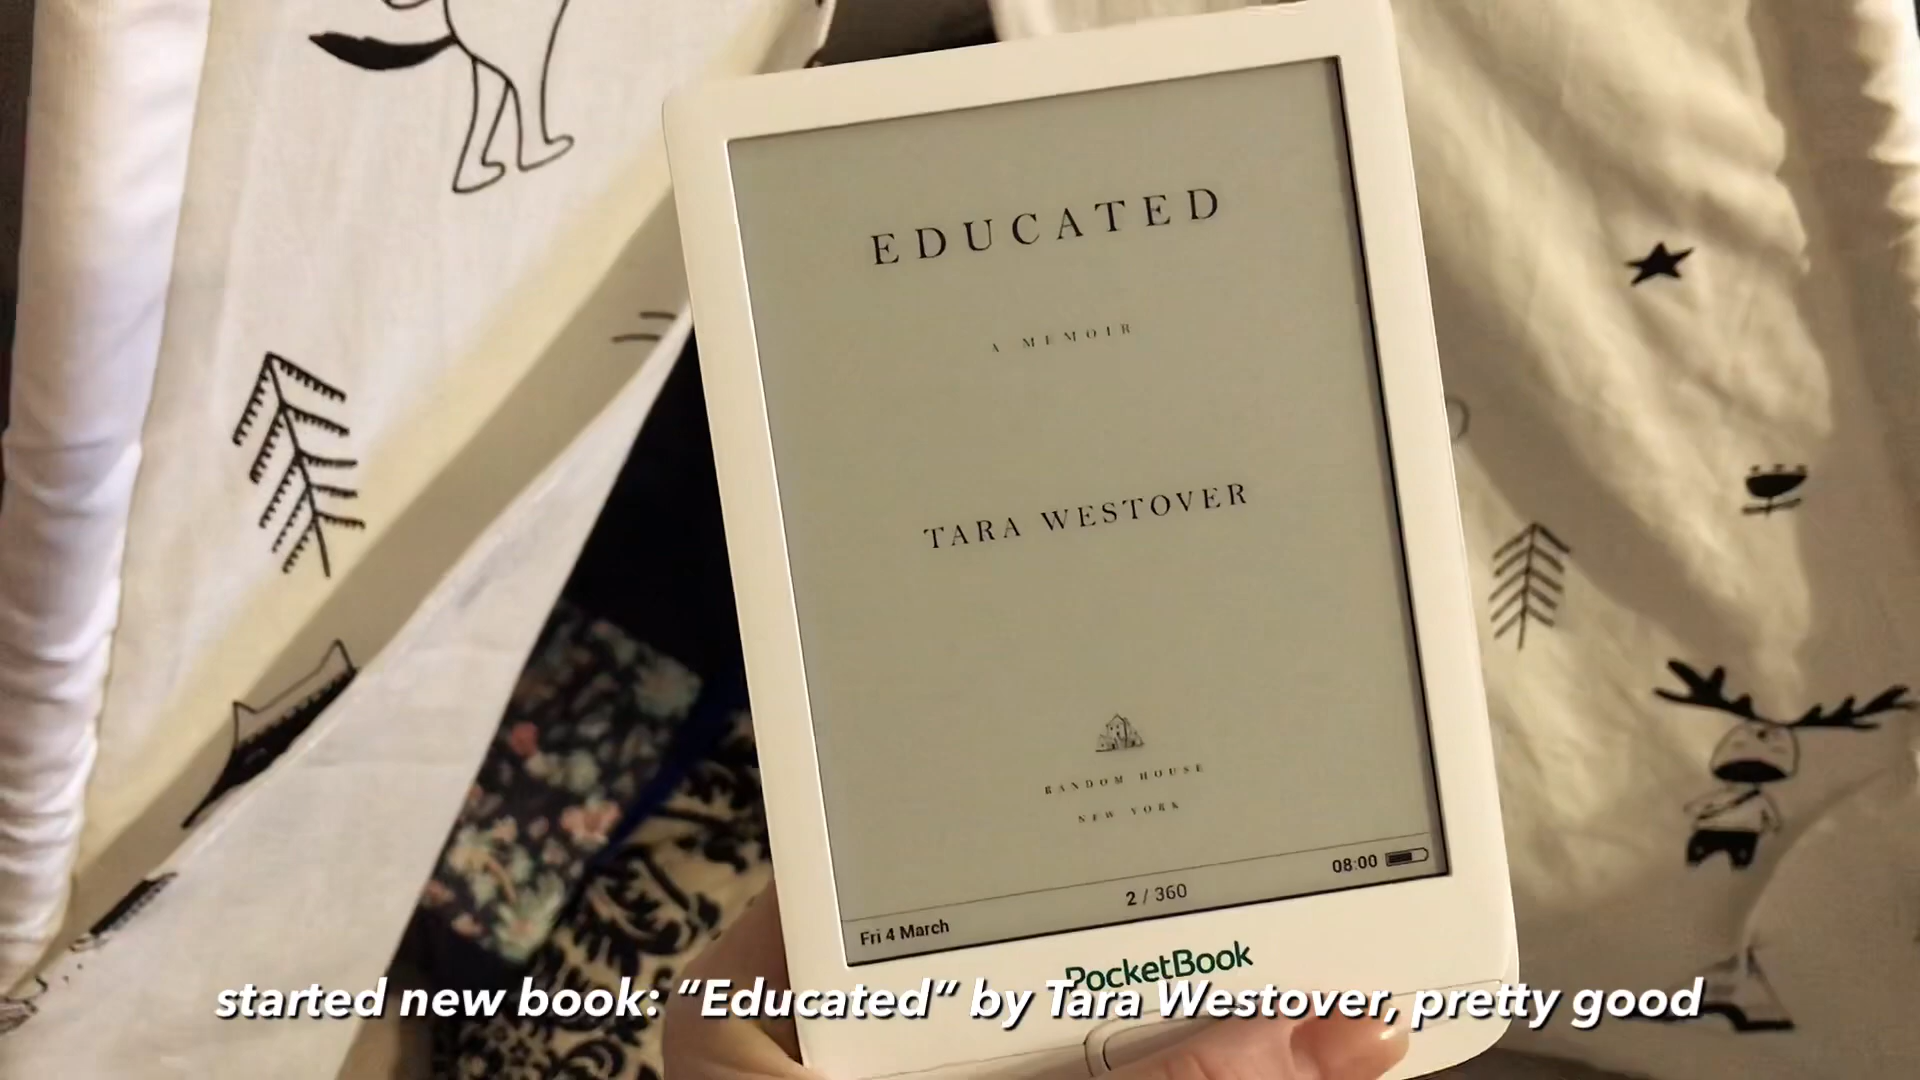 EDUCATED
A MEMOIR
TARA WESTOVER
RANDOM HOUSE
NEW YORK
08:00
2 / 360
Fri 4 March
PocketBook
started new book: “Educated” by Tara Westover, pretty good